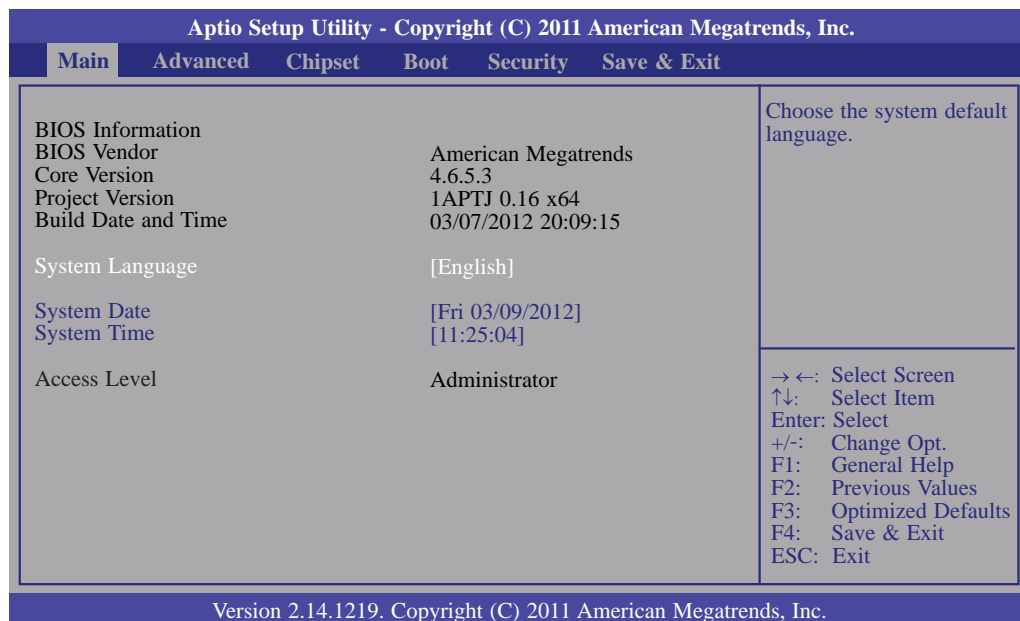 Aptio Setup Utility - Copyright (C) 2011 American Megatrends, Inc.
Main Advanced Chipset Boot Security Save & Exit
BIOS Information
BIOS Vendor American Megatrends
Core Version 4.6.5.3
Project Version 1APTJ 0.16 x64
Build Date and Time 03/07/2012 20:09:15
System Language [English]
System Date [Fri 03/09/2012]
System Time [11:25:04]
Access Level Administrator
Choose the system default
language.
→ ←: Select Screen
↑↓: Select Item
Enter: Select
+/-: Change Opt.
F1: General Help
F2: Previous Values
F3: Optimized Defaults
F4: Save & Exit
ESC: Exit
Version 2.14.1219. Copyright (C) 2011 American Megatrends, Inc.